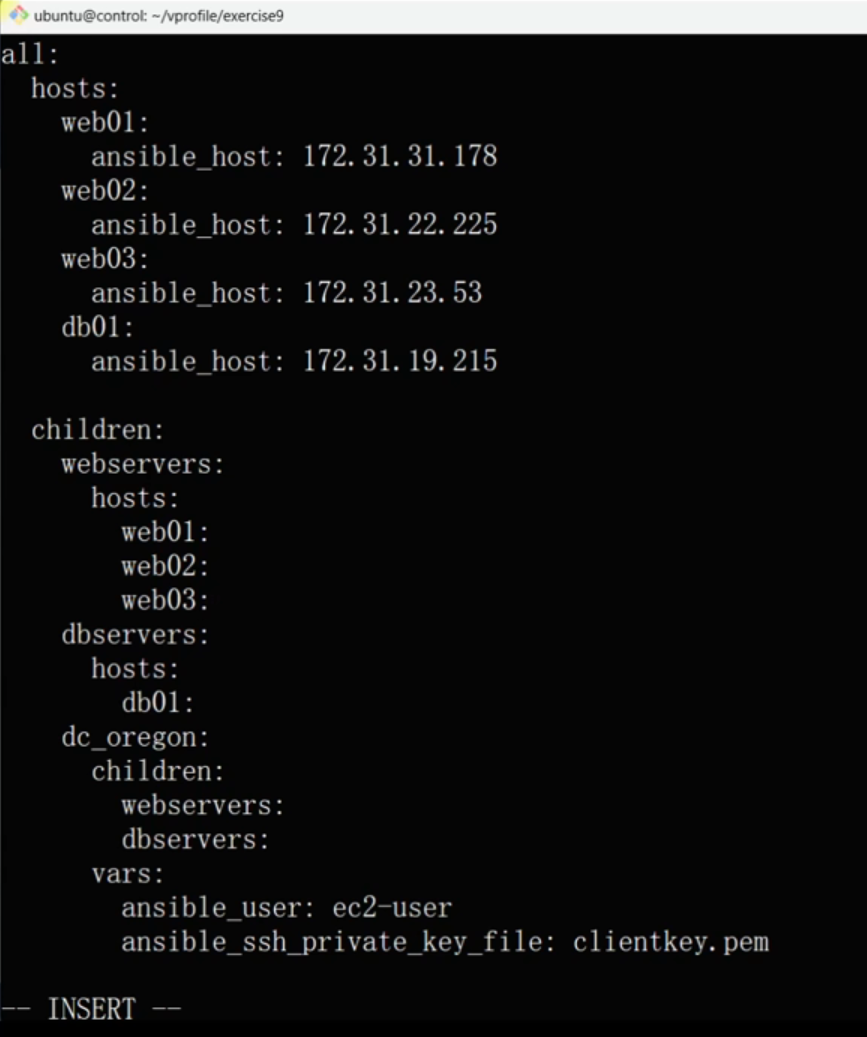 ubuntu@control: ~/vprofile/exercise9
all:
  hosts:
    web01:
      ansible_host: 172.31.31.178
    web02:
      ansible_host: 172.31.22.225
    web03:
      ansible_host: 172.31.23.53
    db01:
      ansible_host: 172.31.19.215

  children:
    webservers:
      hosts:
        web01:
        web02:
        web03:
    dbservers:
      hosts:
        db01:
    dc_oregon:
      children:
        webservers:
        dbservers:
      vars:
        ansible_user: ec2-user
        ansible_ssh_private_key_file: clientkey.pem

-- INSERT --